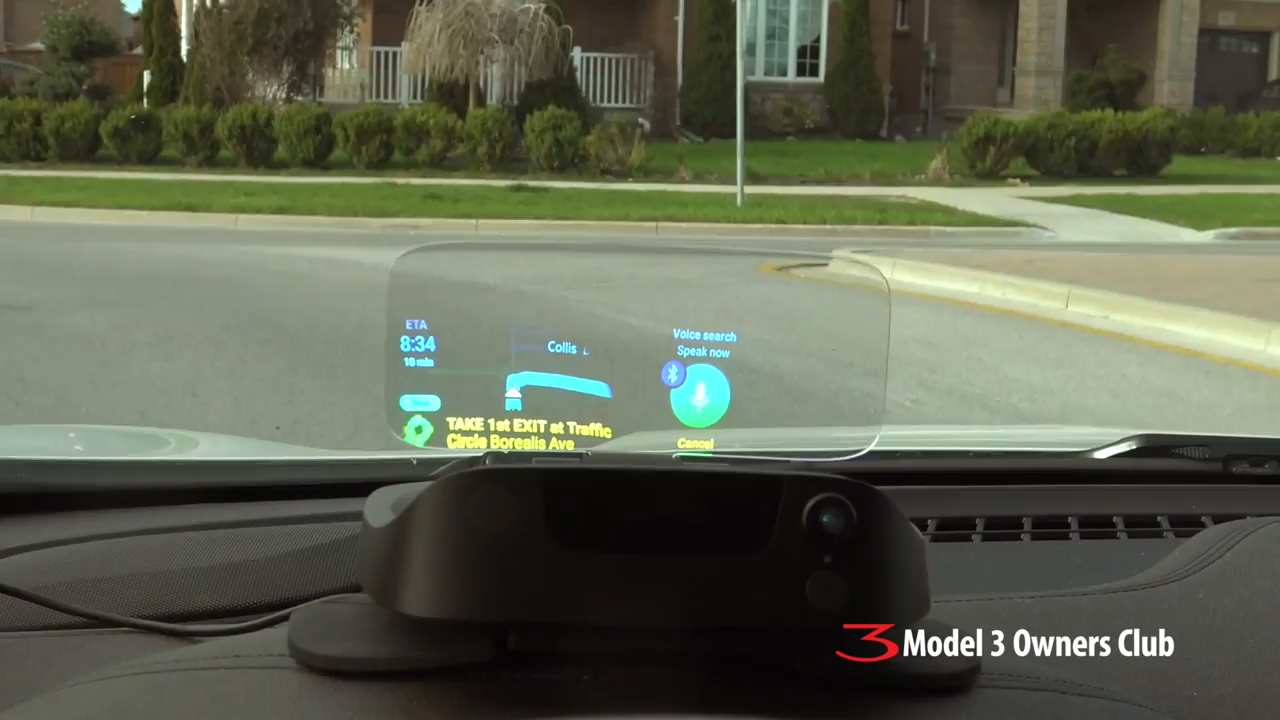 ETA
8:34
10 min
Collis
TAKE 1st EXIT at Traffic
Circle Borealis Ave
Voice search
Speak now
Cancel
3 Model 3 Owners Club